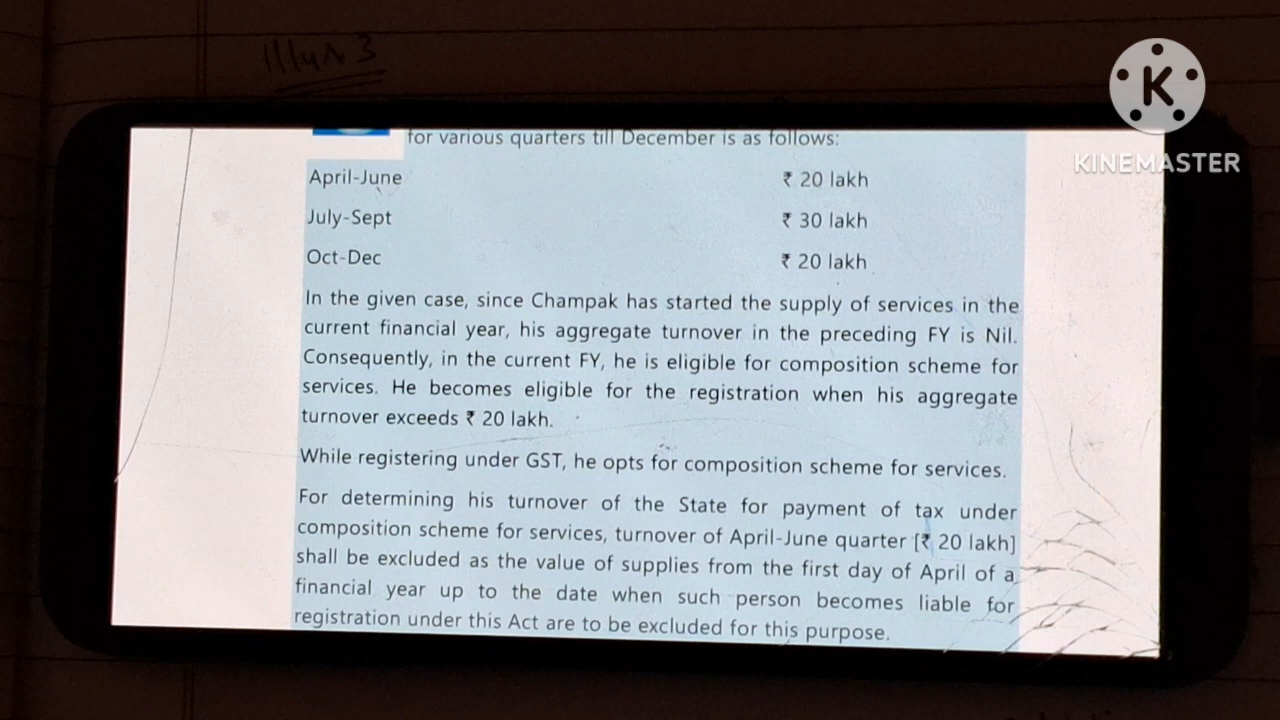 Illus 3
K
KINEMASTER
for various quarters till December is as follows:
April-June ₹ 20 lakh
July-Sept ₹ 30 lakh
Oct-Dec ₹ 20 lakh
In the given case, since Champak has started the supply of services in the
current financial year, his aggregate turnover in the preceding FY is Nil.
Consequently, in the current FY, he is eligible for composition scheme for
services. He becomes eligible for the registration when his aggregate
turnover exceeds ₹ 20 lakh.
While registering under GST, he opts for composition scheme for services.
For determining his turnover of the State for payment of tax under
composition scheme for services, turnover of April-June quarter [₹ 20 lakh]
shall be excluded as the value of supplies from the first day of April of a
financial year up to the date when such person becomes liable for
registration under this Act are to be excluded for this purpose.